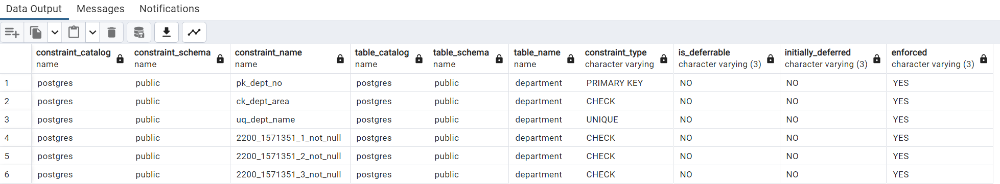 Data Output Messages Notifications
constraint_catalog constraint_schema constraint_name table_catalog table_schema table_name constraint_type is_deferrable initially_deferred enforced
name name name name name name character varying character varying (3) character varying (3) character varying (3)
1 postgres public pk_dept_no postgres public department PRIMARY KEY NO NO YES
2 postgres public ck_dept_area postgres public department CHECK NO NO YES
3 postgres public uq_dept_name postgres public department UNIQUE NO NO YES
4 postgres public 2200_1571351_1_not_null postgres public department CHECK NO NO YES
5 postgres public 2200_1571351_2_not_null postgres public department CHECK NO NO YES
6 postgres public 2200_1571351_3_not_null postgres public department CHECK NO NO YES